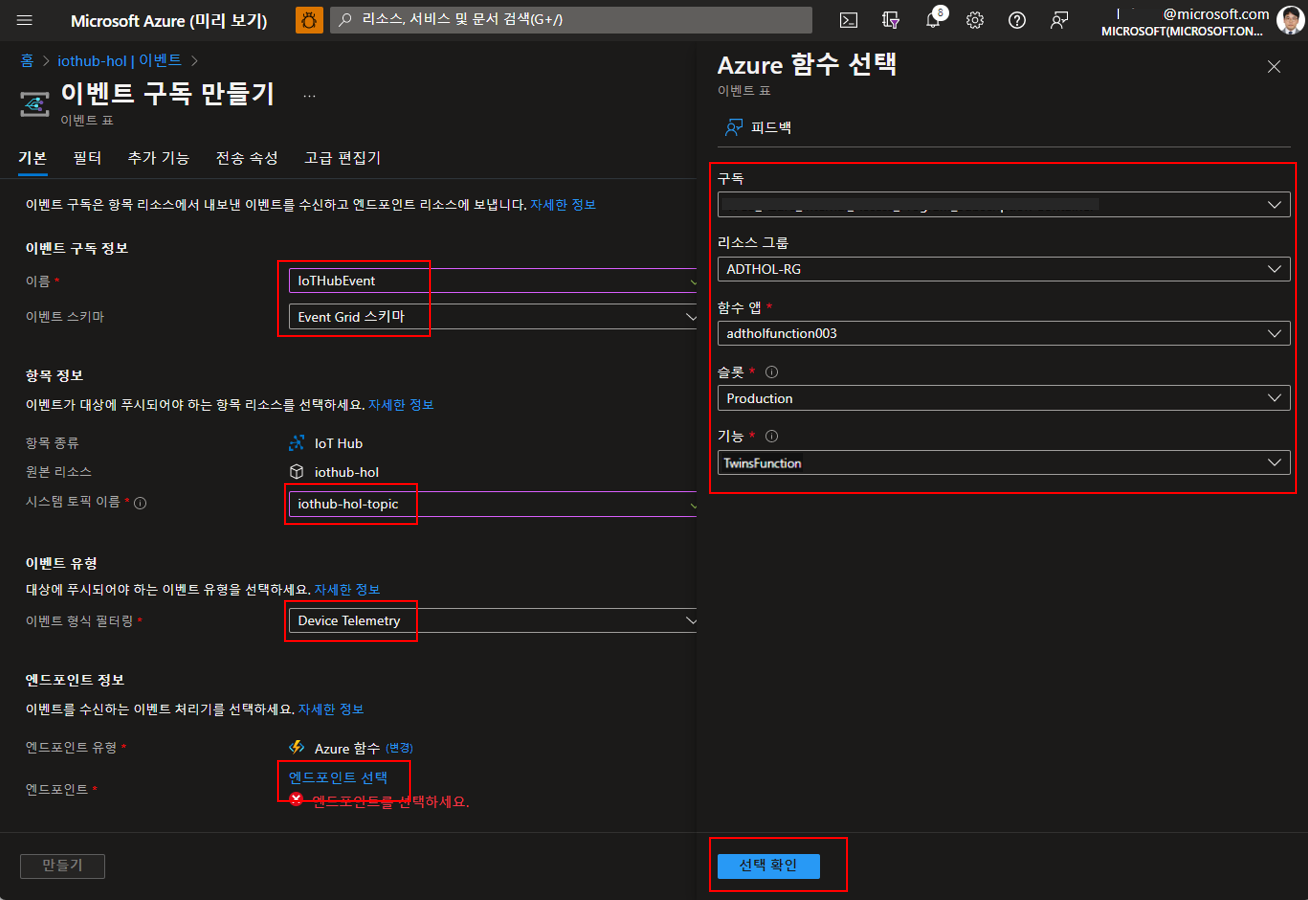 Microsoft Azure (미리 보기)
리소스, 서비스 및 문서 검색(G+/)
8
@microsoft.com
MICROSOFT(MICROSOFT.ON...
홈 > iothub-hol | 이벤트 >
이벤트 구독 만들기 ...
이벤트 표
기본 필터 추가 기능 전송 속성 고급 편집기
이벤트 구독은 항목 리소스에서 내보낸 이벤트를 수신하고 엔드포인트 리소스에 보냅니다. 자세한 정보
이벤트 구독 정보
이름 * IoTHubEvent
이벤트 스키마 Event Grid 스키마
항목 정보
이벤트가 대상에 푸시되어야 하는 항목 리소스를 선택하세요. 자세한 정보
항목 종류 IoT Hub
원본 리소스 iothub-hol
시스템 토픽 이름 * iothub-hol-topic
이벤트 유형
대상에 푸시되어야 하는 이벤트 유형을 선택하세요. 자세한 정보
이벤트 형식 필터링 * Device Telemetry
엔드포인트 정보
이벤트를 수신하는 이벤트 처리기를 선택하세요. 자세한 정보
엔드포인트 유형 * Azure 함수 (변경)
엔드포인트 * 엔드포인트 선택
엔드포인트를 선택하세요.
만들기
Azure 함수 선택
이벤트 표
피드백
구독
리소스 그룹
ADTHOL-RG
함수 앱 *
adtholfunction003
슬롯 *
Production
기능 *
TwinsFunction
선택 확인